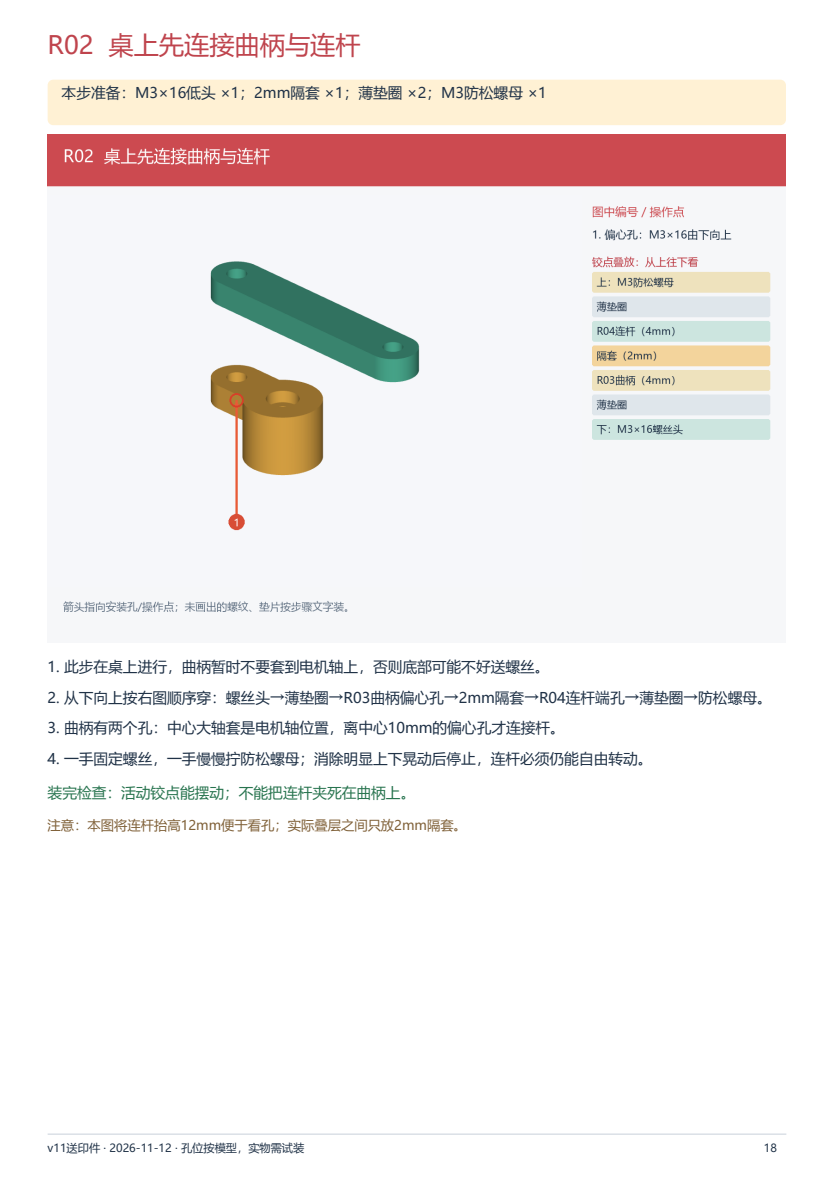 R02 桌上先连接曲柄与连杆
本步准备：M3×16低头 ×1；2mm隔套 ×1；薄垫圈 ×2；M3防松螺母 ×1
R02 桌上先连接曲柄与连杆
图中编号 / 操作点
1. 偏心孔：M3×16由下向上
铰点叠放：从上往下看
上：M3防松螺母
薄垫圈
R04连杆（4mm）
隔套（2mm）
R03曲柄（4mm）
薄垫圈
下：M3×16螺丝头
1
箭头指向安装孔/操作点；未画出的螺纹、垫片按步骤文字装。
1. 此步在桌上进行，曲柄暂时不要套到电机轴上，否则底部可能不好送螺丝。
2. 从下向上按右图顺序穿：螺丝头→薄垫圈→R03曲柄偏心孔→2mm隔套→R04连杆端孔→薄垫圈→防松螺母。
3. 曲柄有两个孔：中心大轴套是电机轴位置，离中心10mm的偏心孔才连接杆。
4. 一手固定螺丝，一手慢慢拧防松螺母；消除明显上下晃动后停止，连杆必须仍能自由转动。
装完检查：活动铰点能摆动；不能把连杆夹死在曲柄上。
注意：本图将连杆抬高12mm便于看孔；实际叠层之间只放2mm隔套。
v11送印件 · 2026-11-12 · 孔位按模型，实物需试装
18